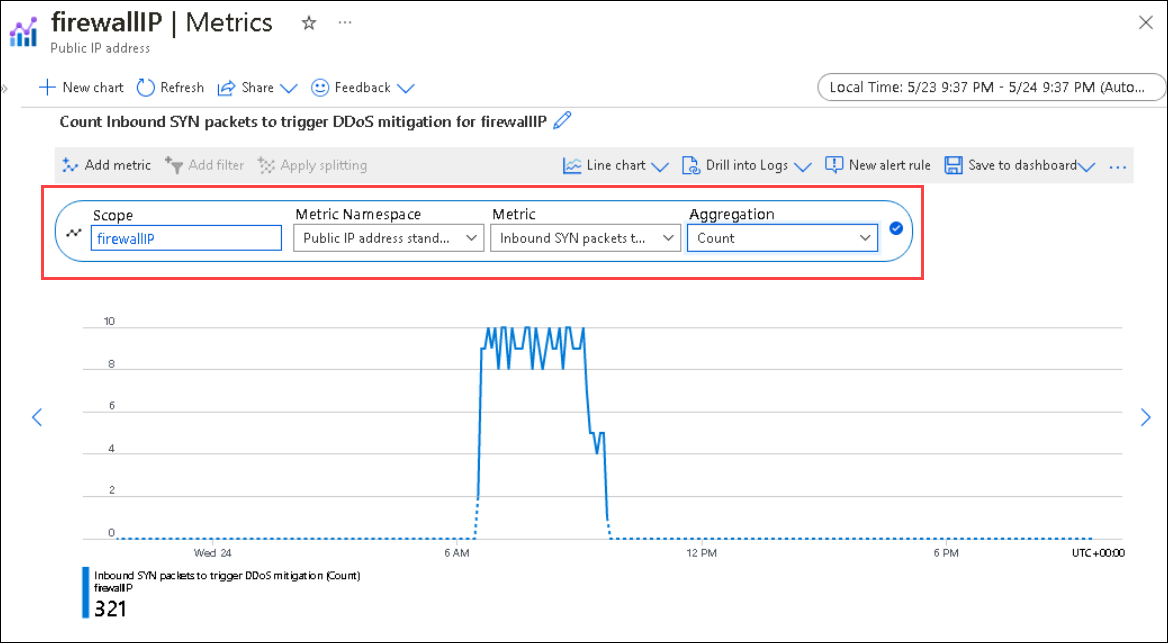 firewallIP | Metrics ☆ ...
Public IP address
» New chart Refresh Share Feedback Local Time: 5/23 9:37 PM - 5/24 9:37 PM (Auto...
Count Inbound SYN packets to trigger DDoS mitigation for firewallIP
Add metric Add filter Apply splitting Line chart Drill into Logs New alert rule Save to dashboard ...
Scope Metric Namespace Metric Aggregation
firewallIP Public IP address stand... Inbound SYN packets t... Count
10
8
6
4
2
0
Wed 24 6 AM 12 PM 6 PM UTC+00:00
Inbound SYN packets to trigger DDoS mitigation (Count)
firewallIP
321